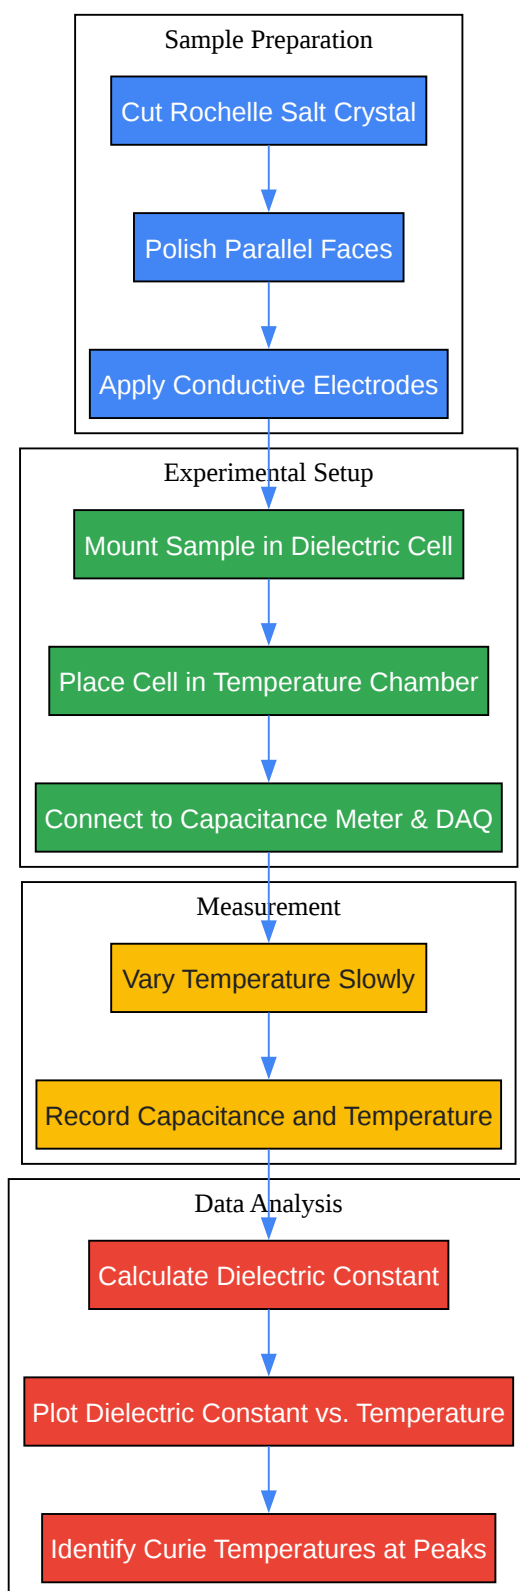 Sample Preparation
Cut Rochelle Salt Crystal
Polish Parallel Faces
Apply Conductive Electrodes
Experimental Setup
Mount Sample in Dielectric Cell
Place Cell in Temperature Chamber
Connect to Capacitance Meter & DAQ
Measurement
Vary Temperature Slowly
Record Capacitance and Temperature
Data Analysis
Calculate Dielectric Constant
Plot Dielectric Constant vs. Temperature
Identify Curie Temperatures at Peaks